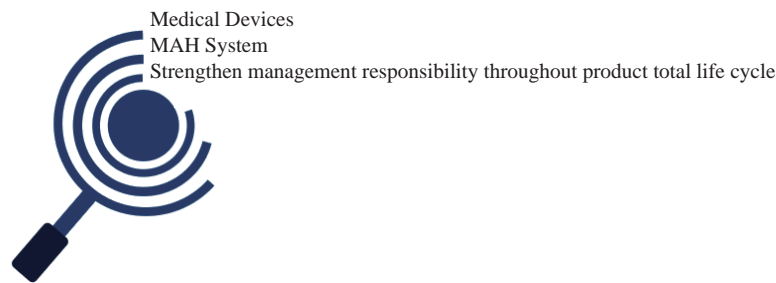 Medical Devices
MAH System
Strengthen management responsibility throughout product total life cycle